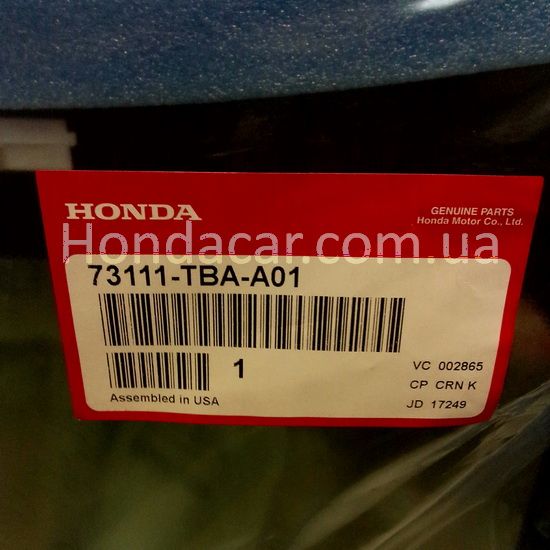 HONDA
GENUINE PARTS
Honda Motor Co., Ltd.
Hondacar.com.ua
73111-TBA-A01
1
VC 002865
CP CRN K
Assembled in USA
JD 17249